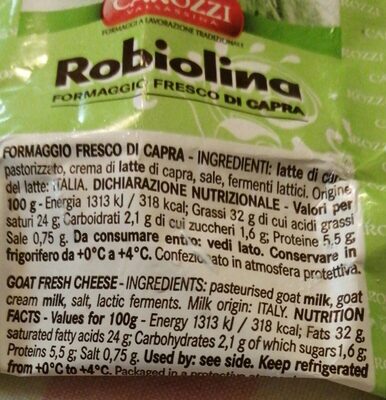 CAROZZI
FORMAGGI A LAVORAZIONE TRADIZIONALE
Robiolina
FORMAGGIO FRESCO DI CAPRA
FORMAGGIO FRESCO DI CAPRA - INGREDIENTI: latte di
pastorizzato, crema di latte di capra, sale, fermenti lattici. Origine
del latte: ITALIA. DICHIARAZIONE NUTRIZIONALE - Valori per
100 g - Energia 1313 kJ / 318 kcal; Grassi 32 g di cui acidi grassi
saturi 24 g; Carboidrati 2,1 g di cui zuccheri 1,6 g; Proteine 5,5 g,
Sale 0,75 g. Da consumare entro: vedi lato. Conservare in
frigorifero da +0°C a +4°C. Confezionato in atmosfera protettiva.
GOAT FRESH CHEESE - INGREDIENTS: pasteurised goat milk, goat
cream milk, salt, lactic ferments. Milk origin: ITALY. NUTRITION
FACTS - Values for 100g - Energy 1313 kJ / 318 kcal; Fats 32 g,
saturated fatty acids 24 g; Carbohydrates 2,1 g of which sugars 1,6 g;
Proteins 5,5 g; Salt 0,75 g. Used by: see side. Keep refrigerated
from +0°C to +4°C. Packaged in a